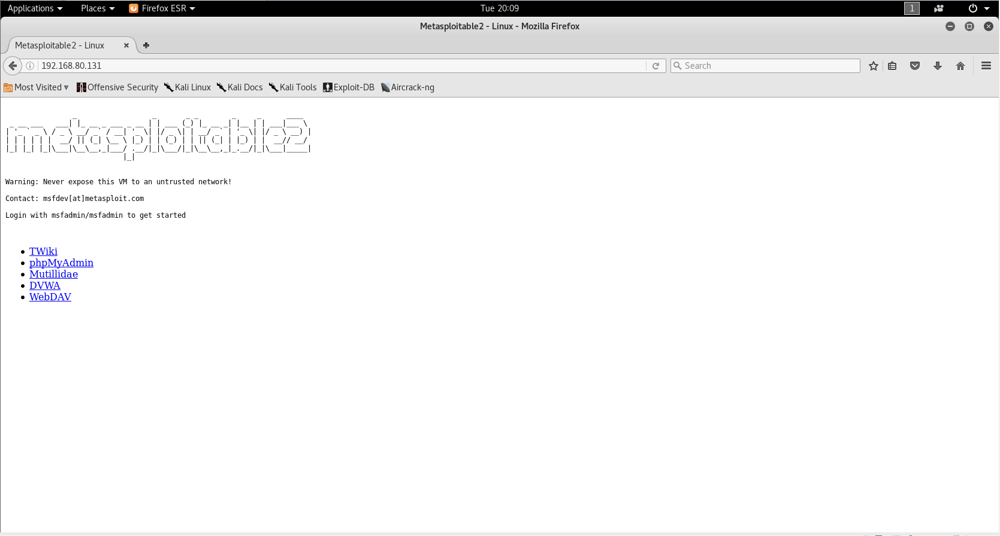 Applications Places Firefox ESR Tue 20:09 1
Metasploitable2 - Linux - Mozilla Firefox
Metasploitable2 - Linux
192.168.80.131 Search
Most Visited Offensive Security Kali Linux Kali Docs Kali Tools Exploit-DB Aircrack-ng
metasploitable2
Warning: Never expose this VM to an untrusted network!
Contact: msfdev[at]metasploit.com
Login with msfadmin/msfadmin to get started
• TWiki
• phpMyAdmin
• Mutillidae
• DVWA
• WebDAV